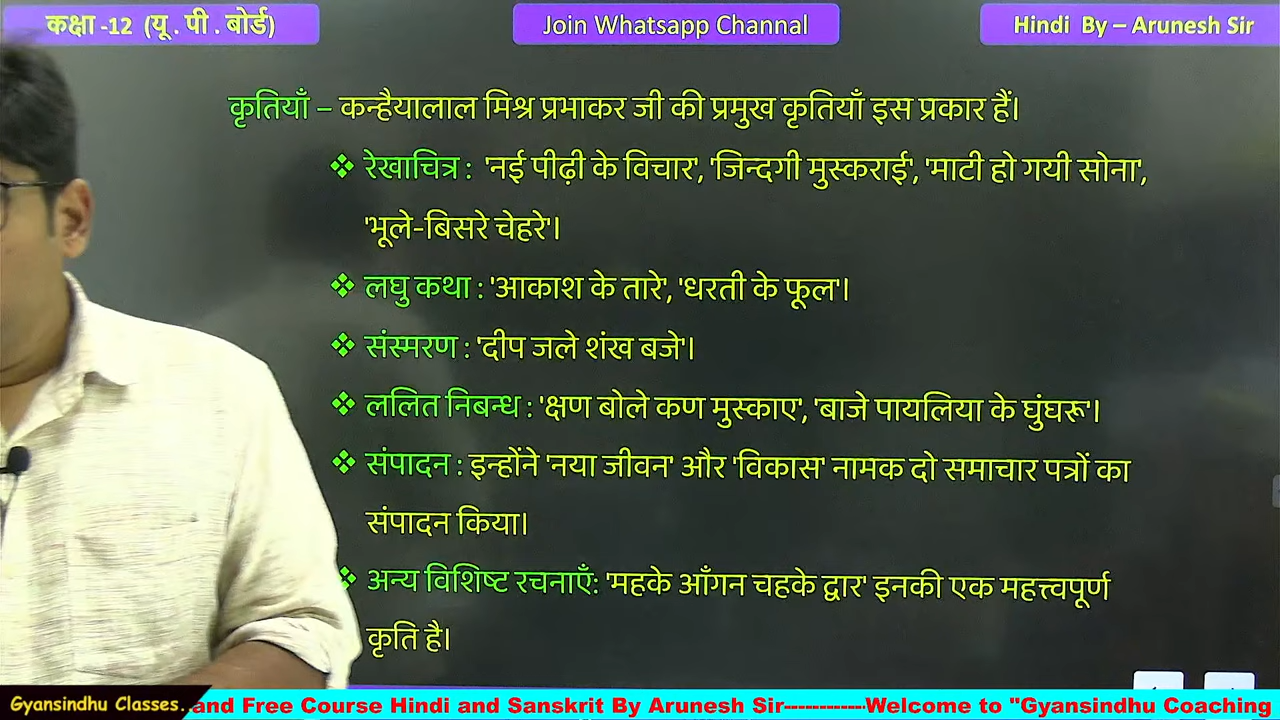 कक्षा -12 (यू . पी . बोर्ड)
Join Whatsapp Channal
Hindi By – Arunesh Sir
कृतियाँ – कन्हैयालाल मिश्र प्रभाकर जी की प्रमुख कृतियाँ इस प्रकार हैं।
❖ रेखाचित्र : 'नई पीढ़ी के विचार', 'जिन्दगी मुस्कराई', 'माटी हो गयी सोना',
'भूले-बिसरे चेहरे'।
❖ लघु कथा : 'आकाश के तारे', 'धरती के फूल'।
❖ संस्मरण : 'दीप जले शंख बजे'।
❖ ललित निबन्ध : 'क्षण बोले कण मुस्काए', 'बाजे पायलिया के घुंघरू'।
❖ संपादन : इन्होंने 'नया जीवन' और 'विकास' नामक दो समाचार पत्रों का
संपादन किया।
❖ अन्य विशिष्ट रचनाएँ: 'महके आँगन चहके द्वार' इनकी एक महत्त्वपूर्ण
कृति है।
Gyansindhu Classes. and Free Course Hindi and Sanskrit By Arunesh Sir------------Welcome to "Gyansindhu Coaching